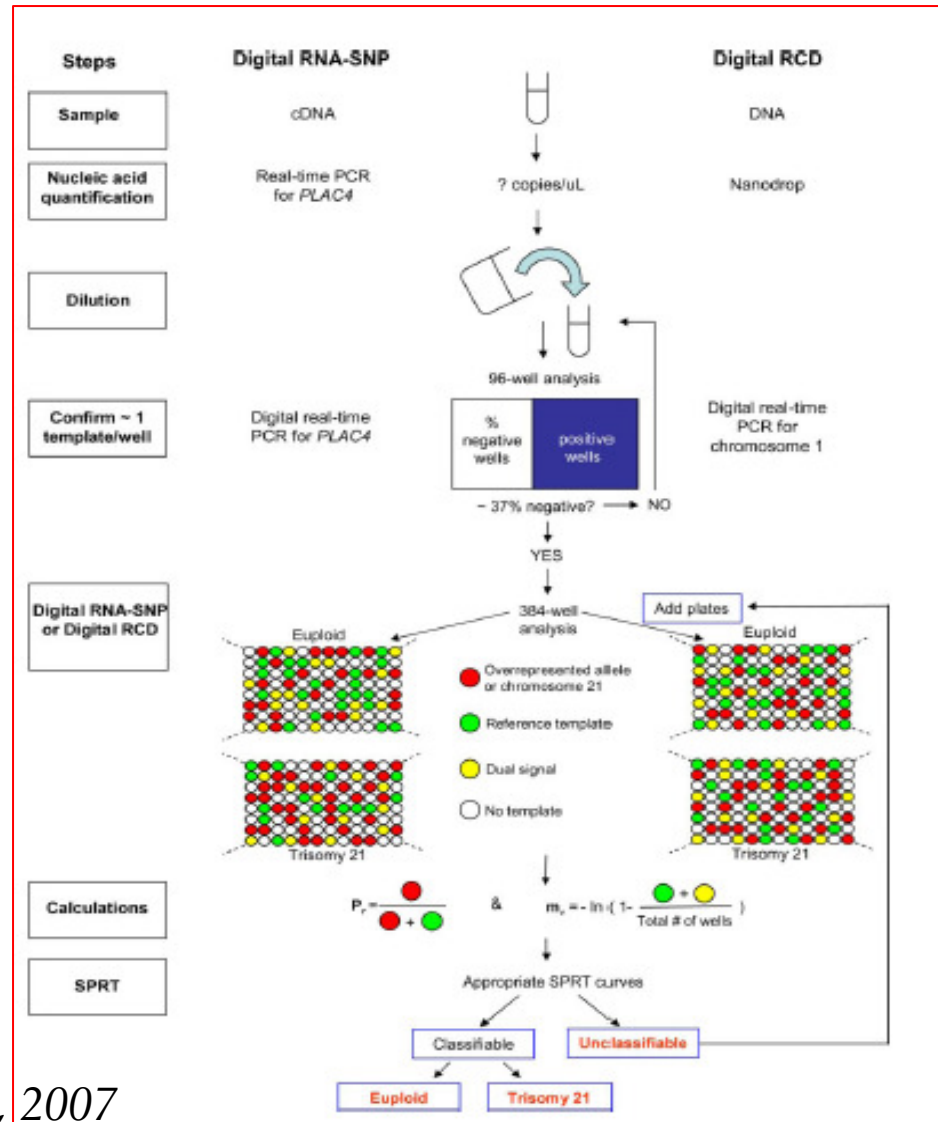 Steps
Digital RNA-SNP
Digital RCD
Sample
cDNA
DNA
Nucleic acid
quantification
Real-time PCR
for PLAC4
? copies/uL
Nanodrop
Dilution
96-well analysis
Confirm ~ 1
template/well
Digital real-time
PCR for PLAC4
%
negative
wells
positive
wells
Digital real-time
PCR for
chromosome 1
~ 37% negative?
NO
YES
Digital RNA-SNP
or Digital RCD
384-well
analysis
Add plates
Euploid
Euploid
Overrepresented allele
or chromosome 21
Reference template
Dual signal
No template
Trisomy 21
Trisomy 21
Calculations
Pr = +
&
mr = - ln ( 1- + )
Total # of wells
SPRT
Appropriate SPRT curves
Classifiable
Unclassifiable
Euploid
Trisomy 21
2007